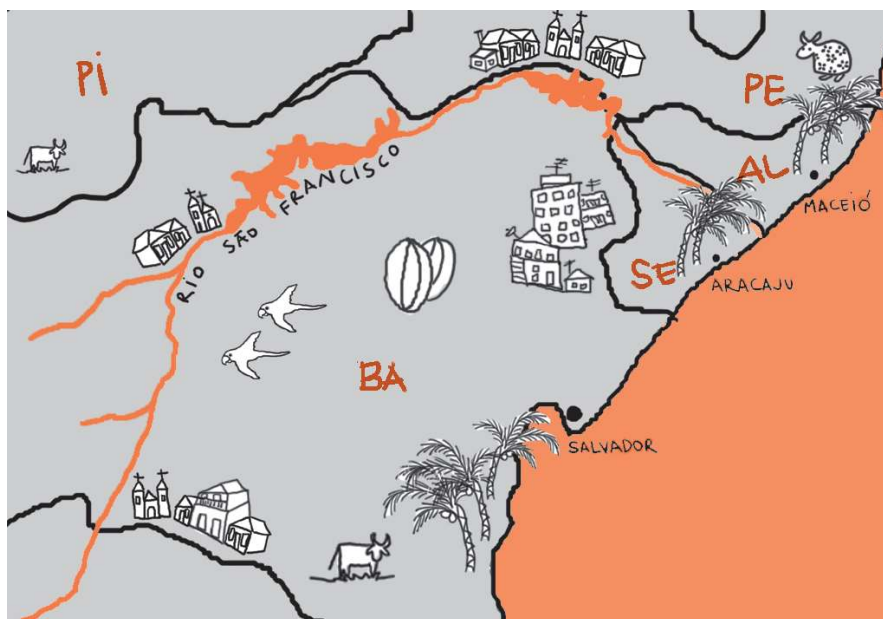 PI
PE
AL
MACEIÓ
RIO SÃO FRANCISCO
SE
ARACAJU
BA
SALVADOR